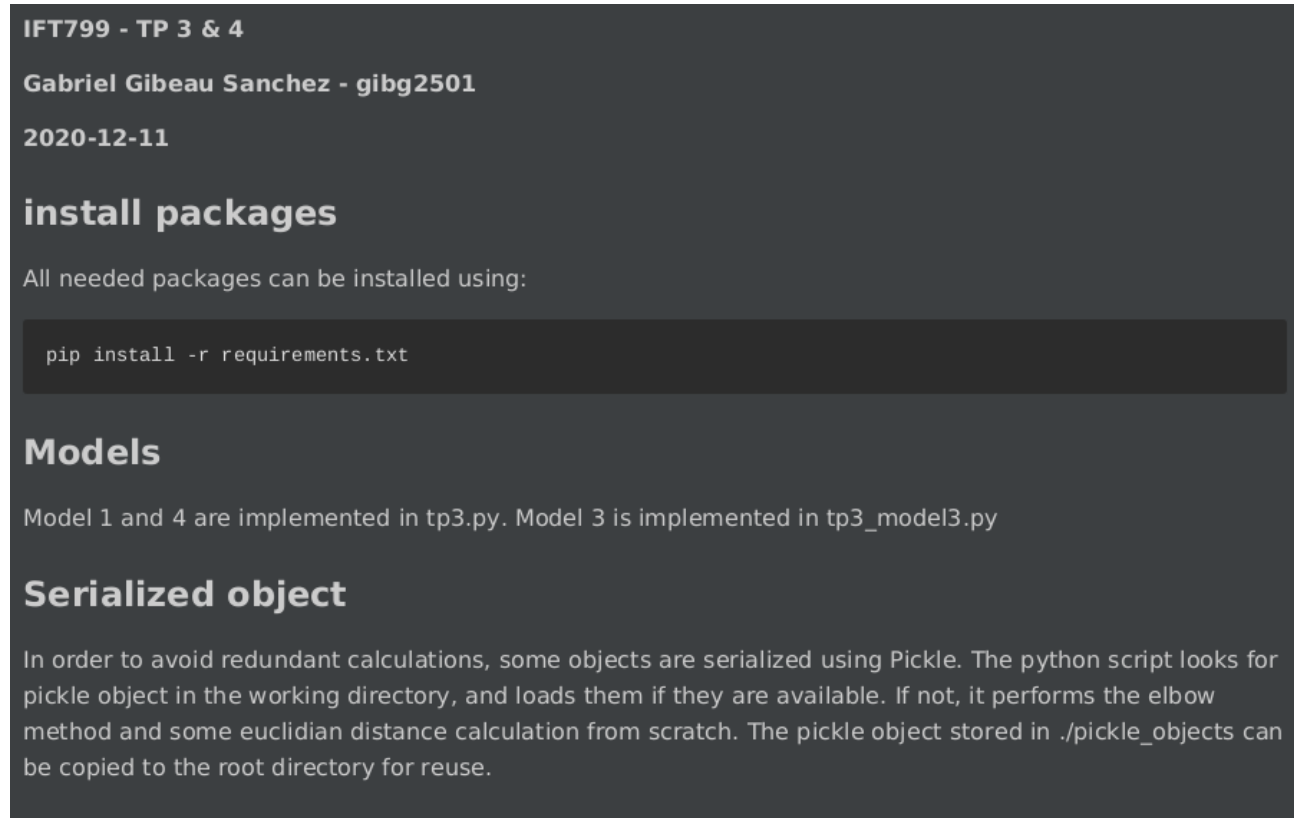 IFT799 - TP 3 & 4
Gabriel Gibeau Sanchez - gibg2501
2020-12-11
install packages
All needed packages can be installed using:
pip install -r requirements.txt
Models
Model 1 and 4 are implemented in tp3.py. Model 3 is implemented in tp3_model3.py
Serialized object
In order to avoid redundant calculations, some objects are serialized using Pickle. The python script looks for
pickle object in the working directory, and loads them if they are available. If not, it performs the elbow
method and some euclidian distance calculation from scratch. The pickle object stored in ./pickle_objects can
be copied to the root directory for reuse.